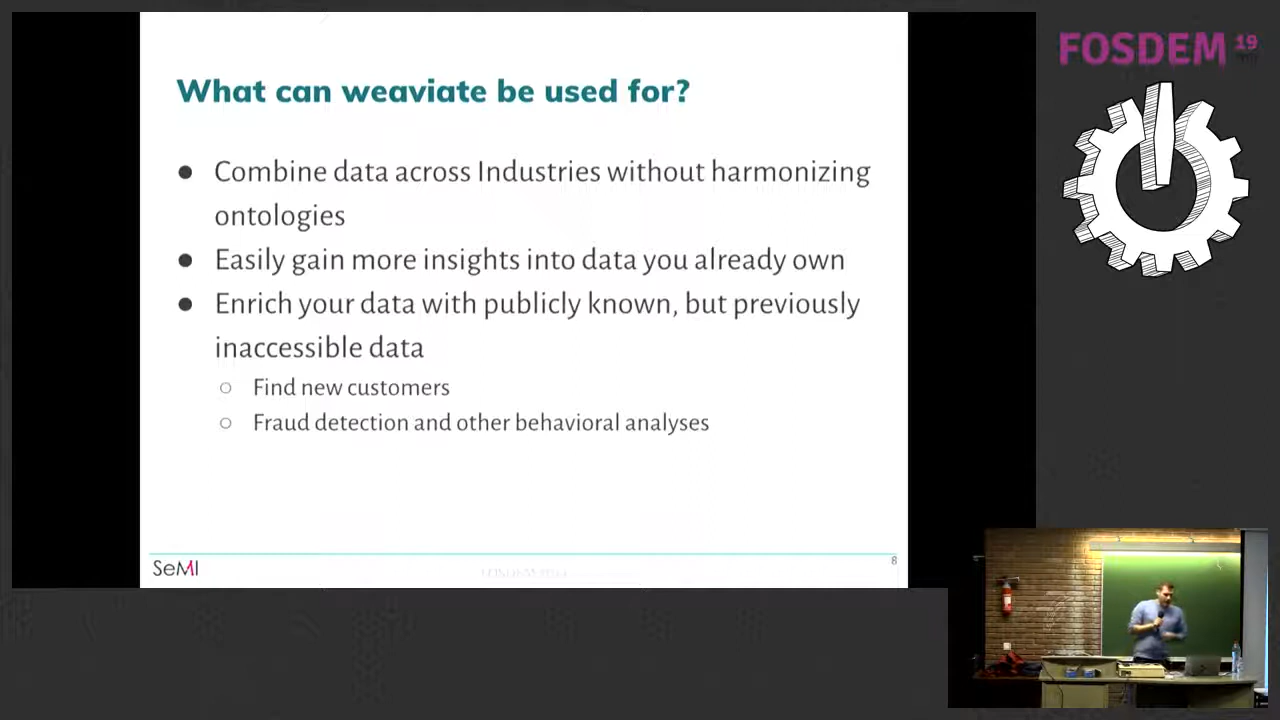 What can weaviate be used for?
● Combine data across Industries without harmonizing
ontologies
● Easily gain more insights into data you already own
● Enrich your data with publicly known, but previously
inaccessible data
○ Find new customers
○ Fraud detection and other behavioral analyses
SeMI
8
FOSDEM 19